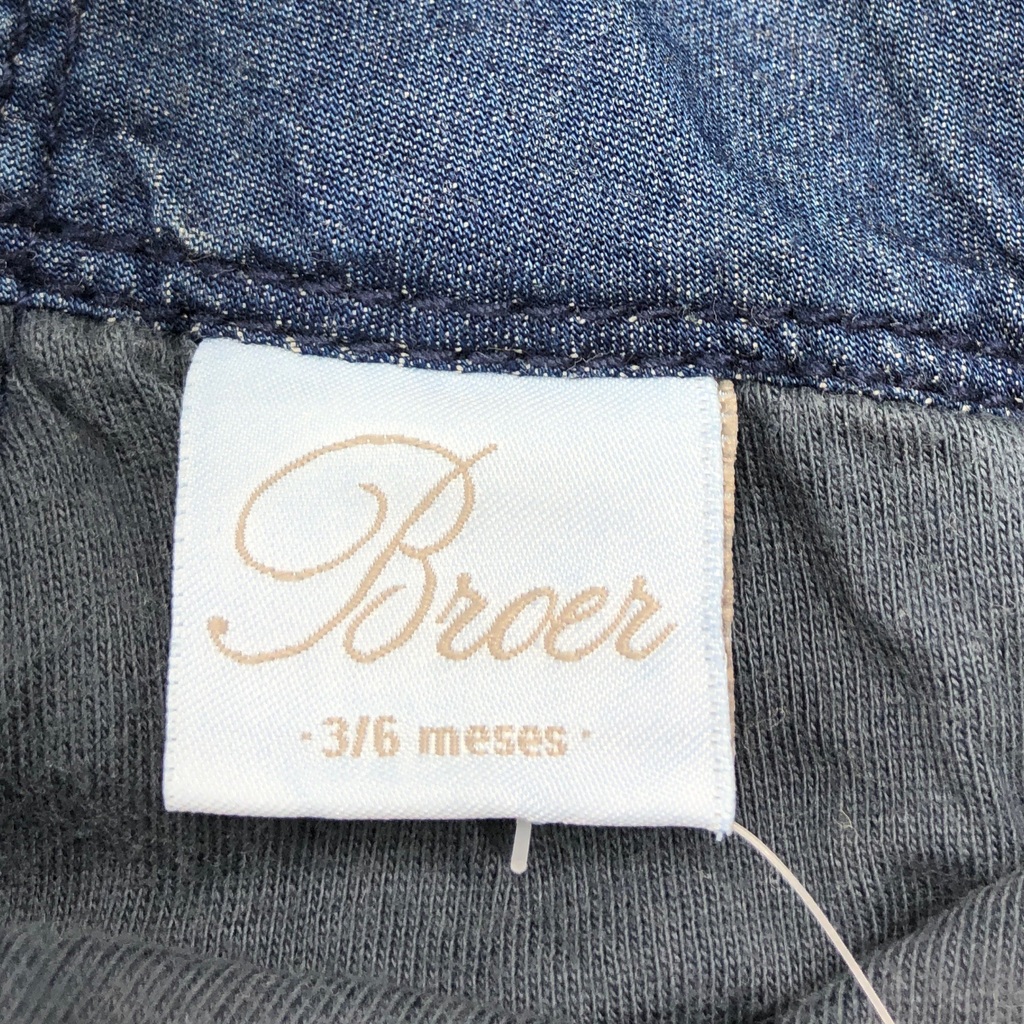 Broer
· 3/6 meses ·